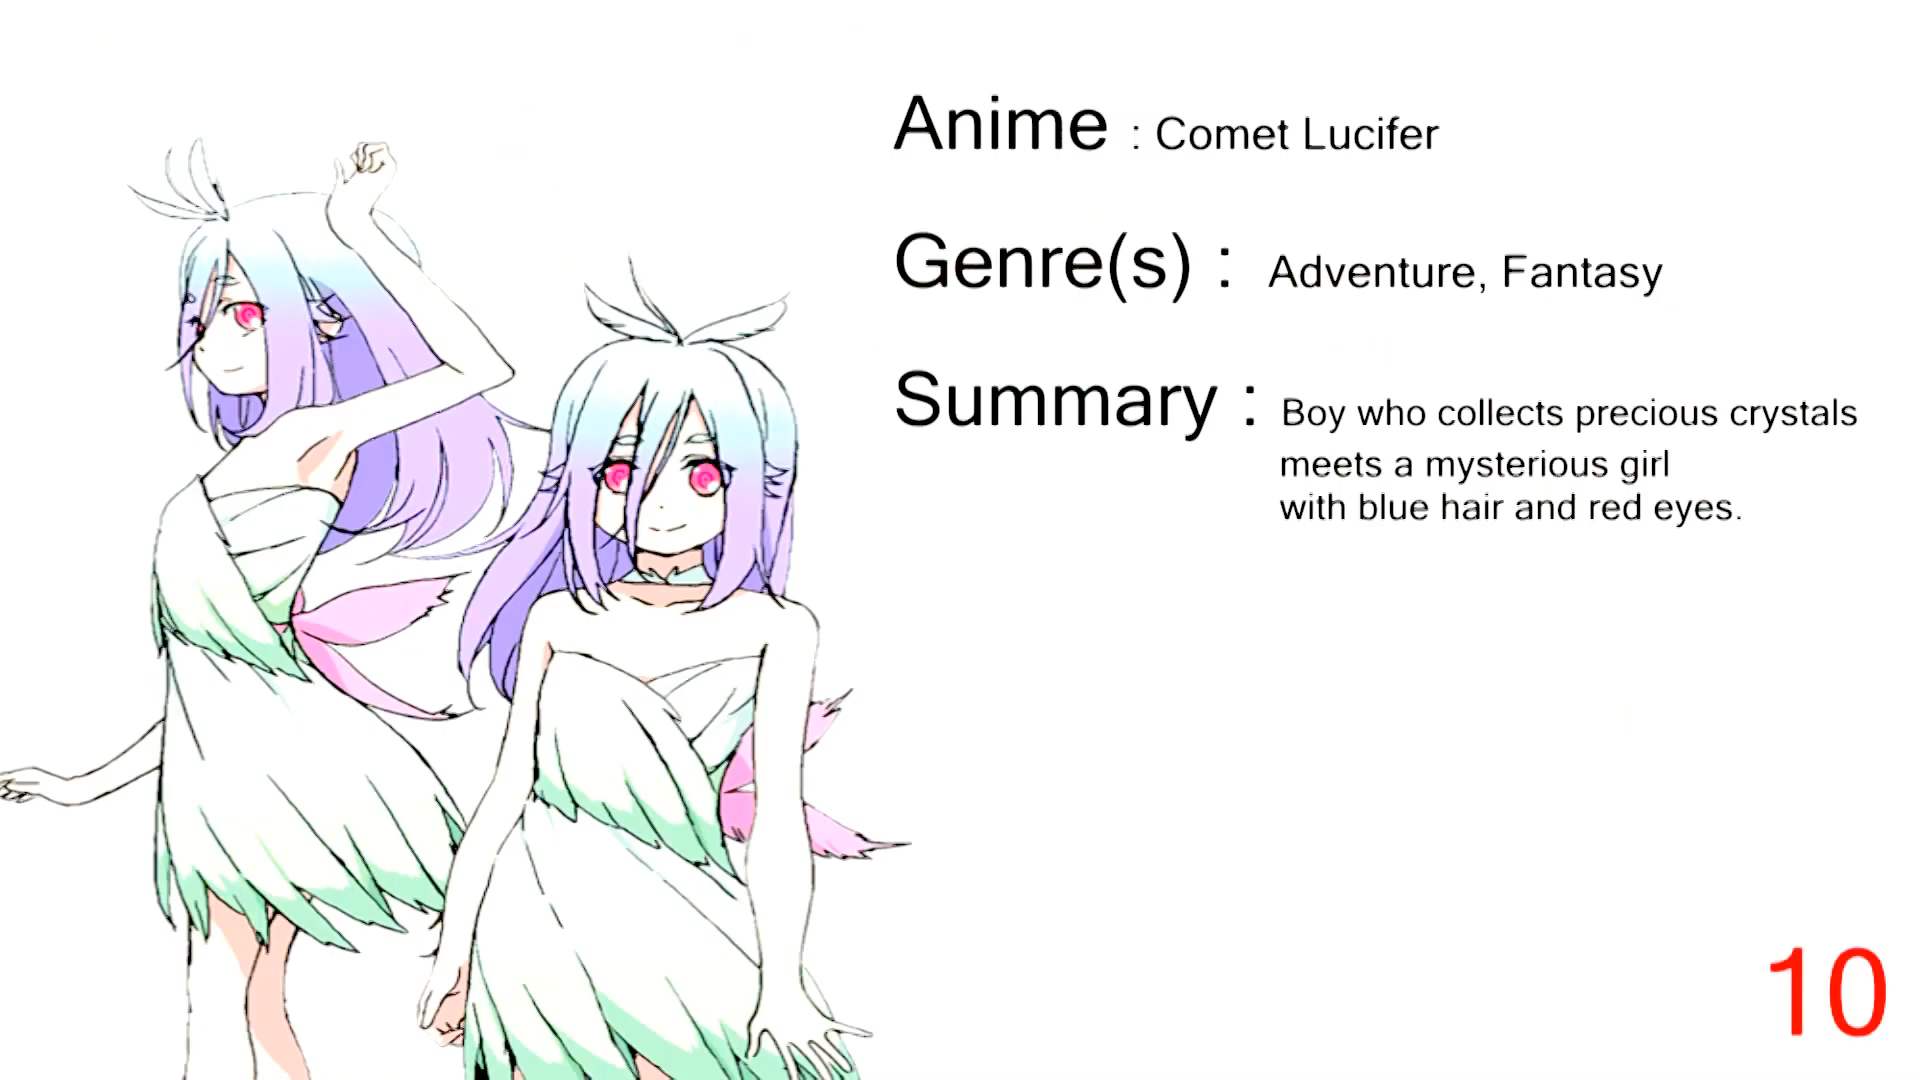 Anime : Comet Lucifer
Genre(s) : Adventure, Fantasy
Summary : Boy who collects precious crystals
meets a mysterious girl
with blue hair and red eyes.
10